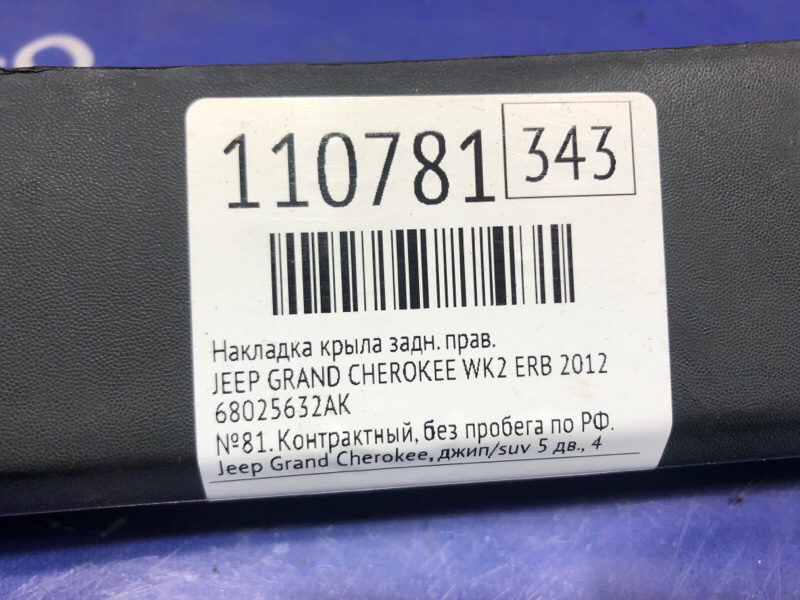 110781 343
Накладка крыла задн. прав.
JEEP GRAND CHEROKEE WK2 ERB 2012
68025632AK
№81. Контрактный, без пробега по РФ.
Jeep Grand Cherokee, джип/suv 5 дв., 4